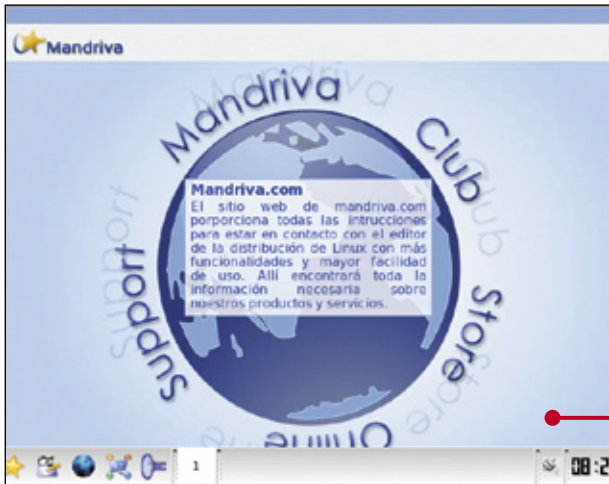 Mandriva
Mandriva
Club
Store
Online
Support
Mandriva.com
El sitio web de mandriva.com
porporciona todas las intrucciones
para estar en contacto con el editor
de la distribución de Linux con más
funcionalidades y mayor facilidad
de uso. Allí encontrará toda la
información necesaria sobre
nuestros productos y servicios.
1
08:2